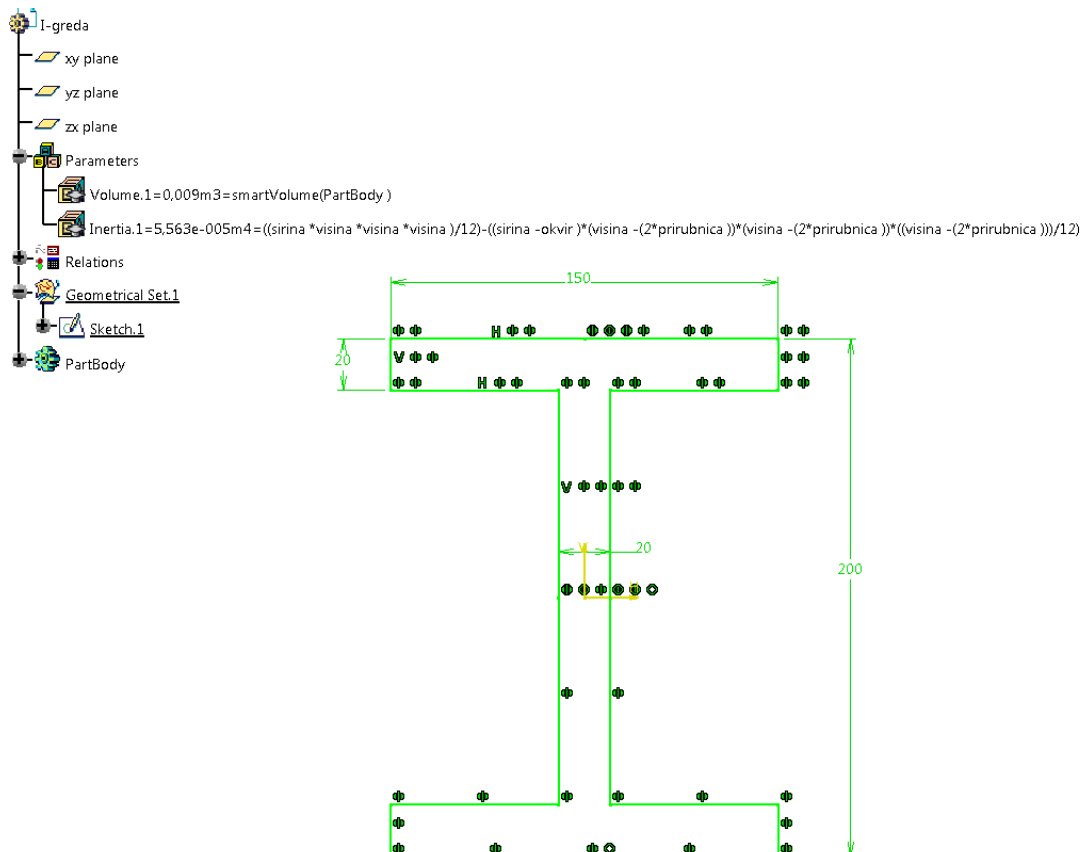 I-greda
xy plane
yz plane
zx plane
Parameters
Volume.1=0,009m3=smartVolume(PartBody )
Inertia.1=5,563e-005m4=((sirina *visina *visina *visina )/12)-((sirina -okvir )*(visina -(2*prirubnica ))*(visina -(2*prirubnica ))*((visina -(2*prirubnica )))/12)
Relations
Geometrical Set.1
Sketch.1
PartBody
150
H
20
V
H
V
20
200